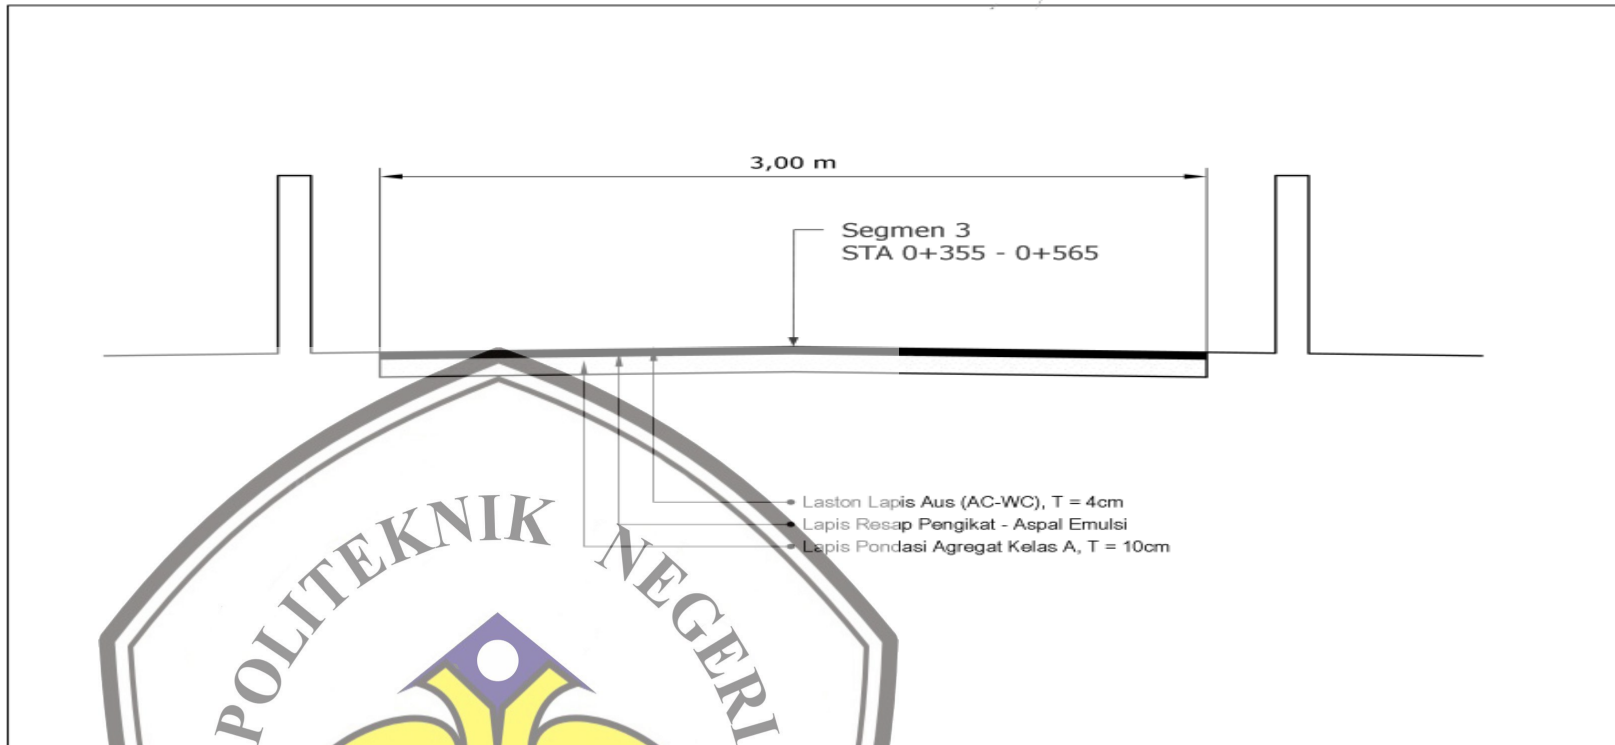 3,00 m
Segmen 3
STA 0+355 - 0+565
Laston Lapis Aus (AC-WC), T = 4cm
Lapis Resap Pengikat - Aspal Emulsi
Lapis Pondasi Agregat Kelas A, T = 10cm
POLITEKNIK NEGERI